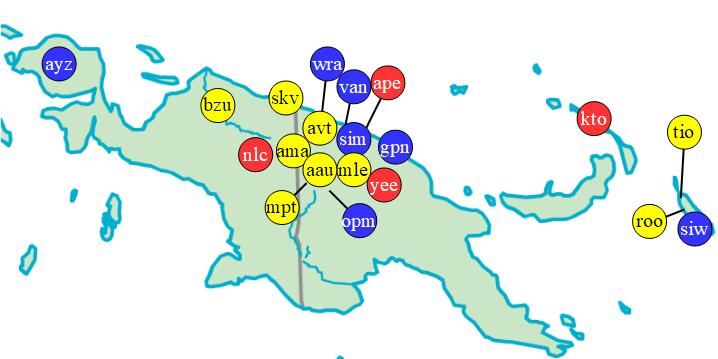 wra
ayz
van
ape
skv
bzu
kto
avt
tio
sim
gpn
ama
nlc
aau
mle
yee
mpt
opm
roo
siw